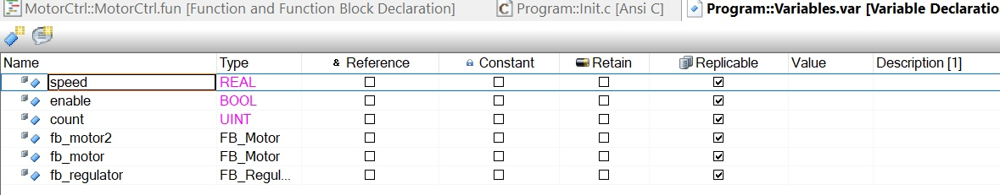 MotorCtrl::MotorCtrl.fun [Function and Function Block Declaration] Program::Init.c [Ansi C] Program::Variables.var [Variable Declaratio
Name Type & Reference Constant Retain Replicable Value Description [1]
speed REAL
enable BOOL
count UINT
fb_motor2 FB_Motor
fb_motor FB_Motor
fb_regulator FB_Regul...